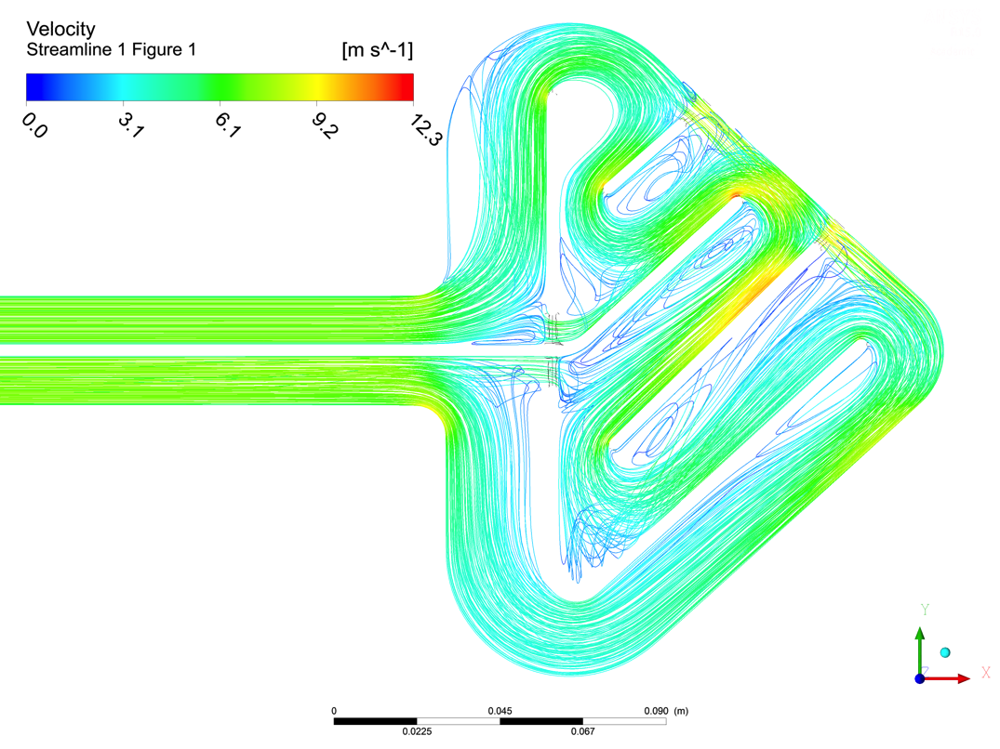 Velocity
Streamline 1 Figure 1
[m s^-1]
0.0
3.1
6.1
9.2
12.3
Y
Z
X
0
0.045
0.090 (m)
0.0225
0.067